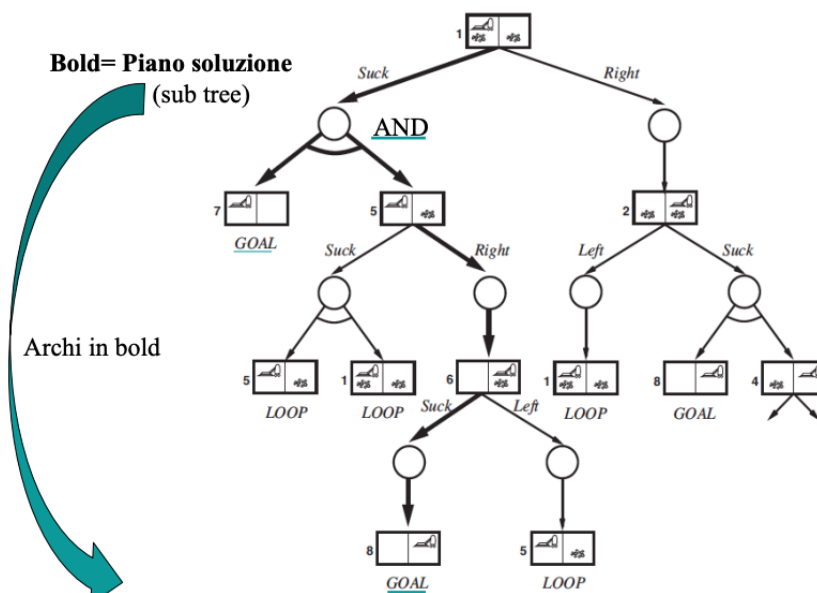 1
Bold= Piano soluzione
(sub tree)
Suck
Right
AND
7
5
2
GOAL
Suck
Right
Left
Suck
Archi in bold
5
1
6
1
8
4
LOOP
LOOP
Suck
Left
LOOP
GOAL
8
5
GOAL
LOOP